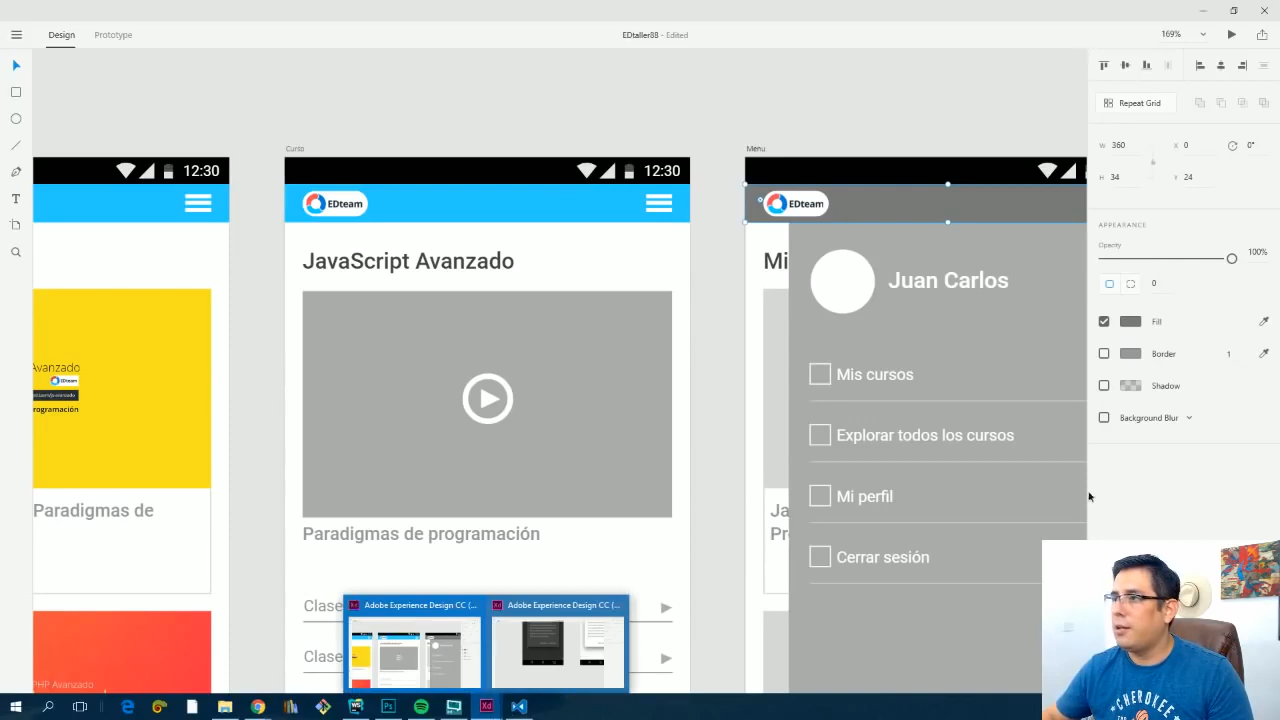 Design
Prototype
EDtaller88 - Edited
169%
Repeat Grid
W 360
X 0
0°
H 34
Y 24
APPEARANCE
Opacity
100%
0
Fill
Border
1
Shadow
Background Blur
12:30
Curso
12:30
EDteam
JavaScript Avanzado
Paradigmas de programación
Clase
Clase
Menu
EDteam
Mi
Juan Carlos
Mis cursos
Explorar todos los cursos
Mi perfil
Cerrar sesión
Ja
Pr
Avanzado
EDteam
rogramación
Paradigmas de
PHP Avanzado
Adobe Experience Design CC (...
Adobe Experience Design CC (...
CHEROKEE